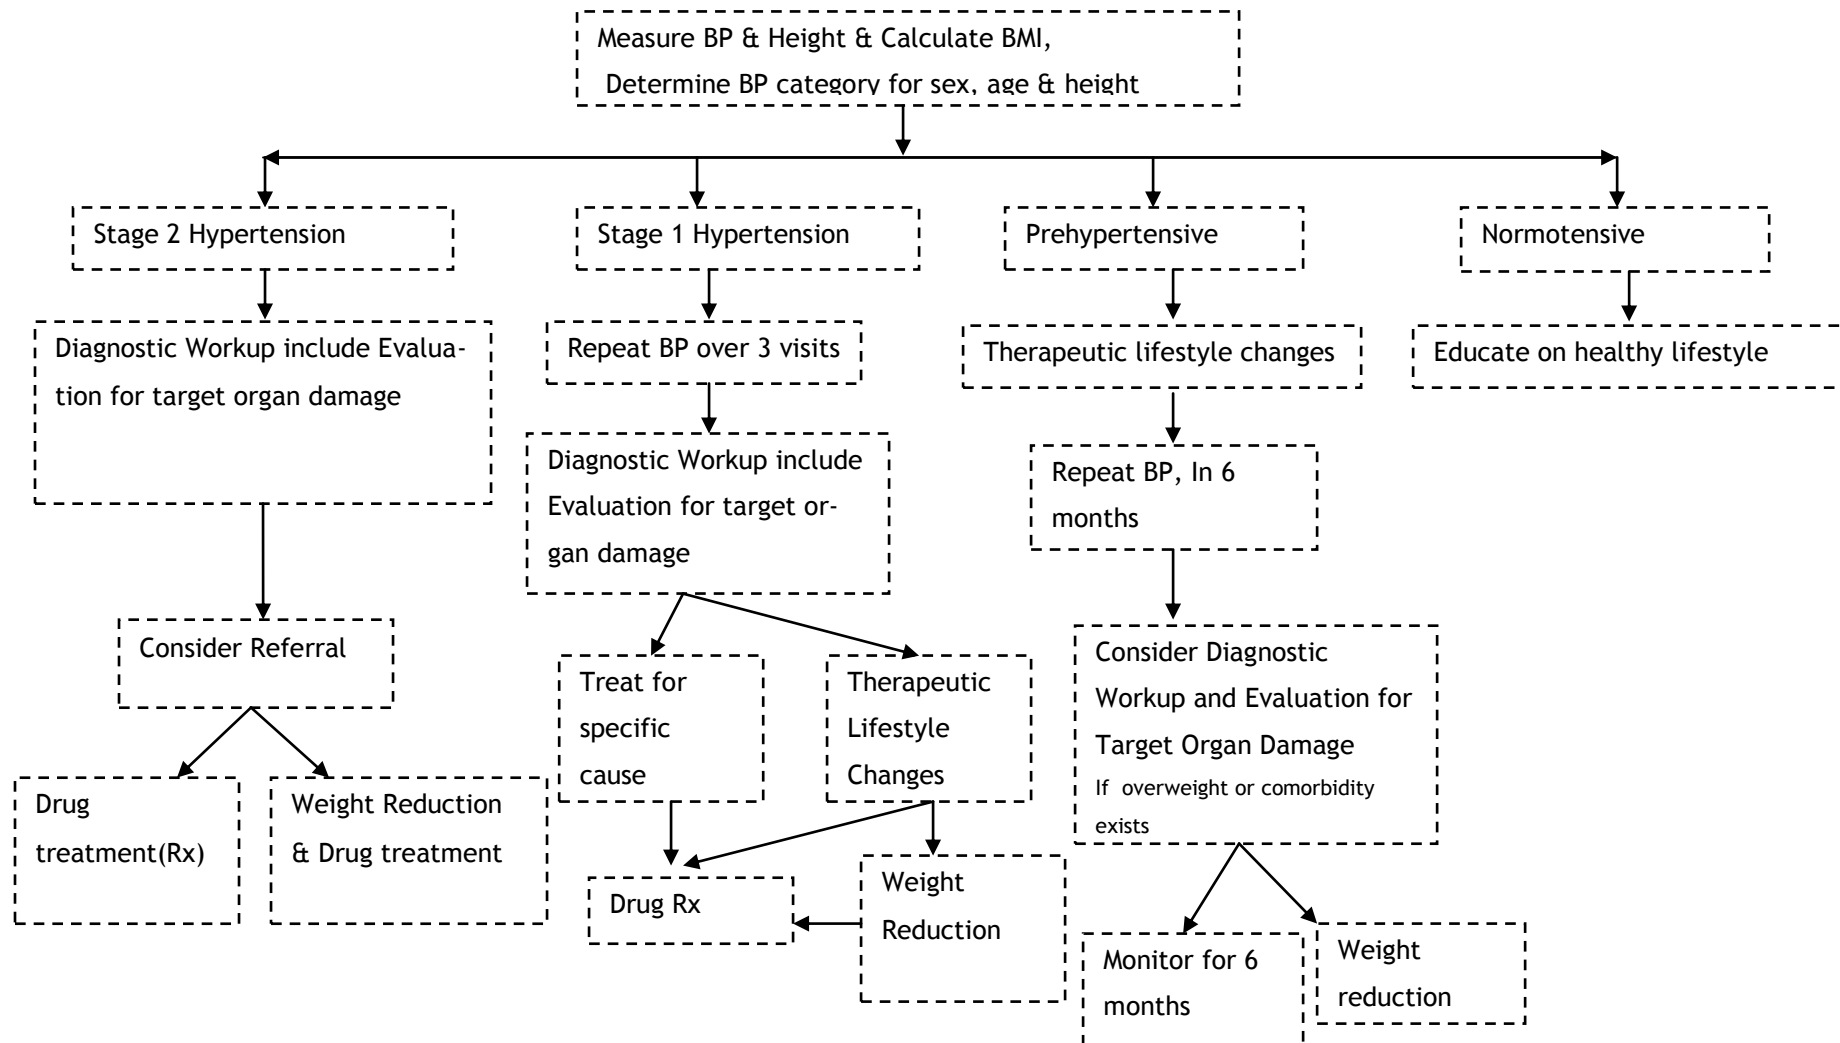 Measure BP & Height & Calculate BMI,
Determine BP category for sex, age & height
Stage 2 Hypertension
Stage 1 Hypertension
Prehypertensive
Normotensive
Diagnostic Workup include Evalua-
tion for target organ damage
Repeat BP over 3 visits
Therapeutic lifestyle changes
Educate on healthy lifestyle
Diagnostic Workup include
Evaluation for target or-
gan damage
Repeat BP, In 6
months
Consider Referral
Treat for
specific
cause
Therapeutic
Lifestyle
Changes
Consider Diagnostic
Workup and Evaluation for
Target Organ Damage
If overweight or comorbidity
exists
Drug
treatment(Rx)
Weight Reduction
& Drug treatment
Drug Rx
Weight
Reduction
Monitor for 6
months
Weight
reduction